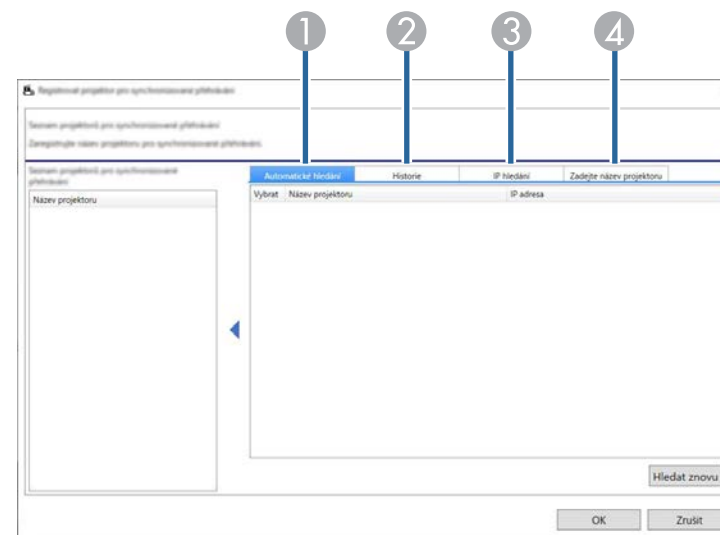 1 2 3 4
Registrovat projektor pro synchronizované přehrávání
Seznam projektorů pro synchronizované přehrávání
Zaregistrujte název projektoru pro synchronizované přehrávání.
Seznam projektorů pro synchronizované
přehrávání
Název projektoru
Automatické hledání Historie IP hledání Zadejte název projektoru
Vybrat Název projektoru IP adresa
Hledat znovu
OK Zrušit